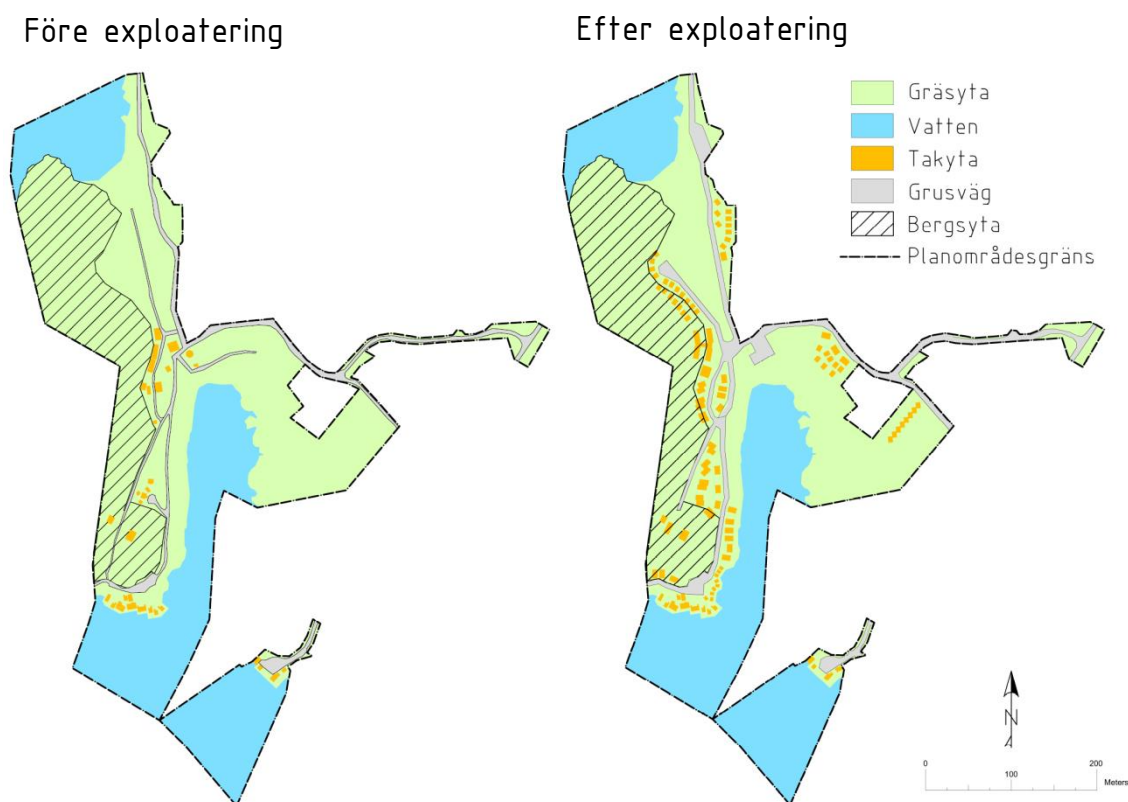 Före exploatering
Efter exploatering
Gräsyta
Vatten
Takyta
Grusväg
Bergsyta
Planområdesgräns
N
0 100 200
Meters